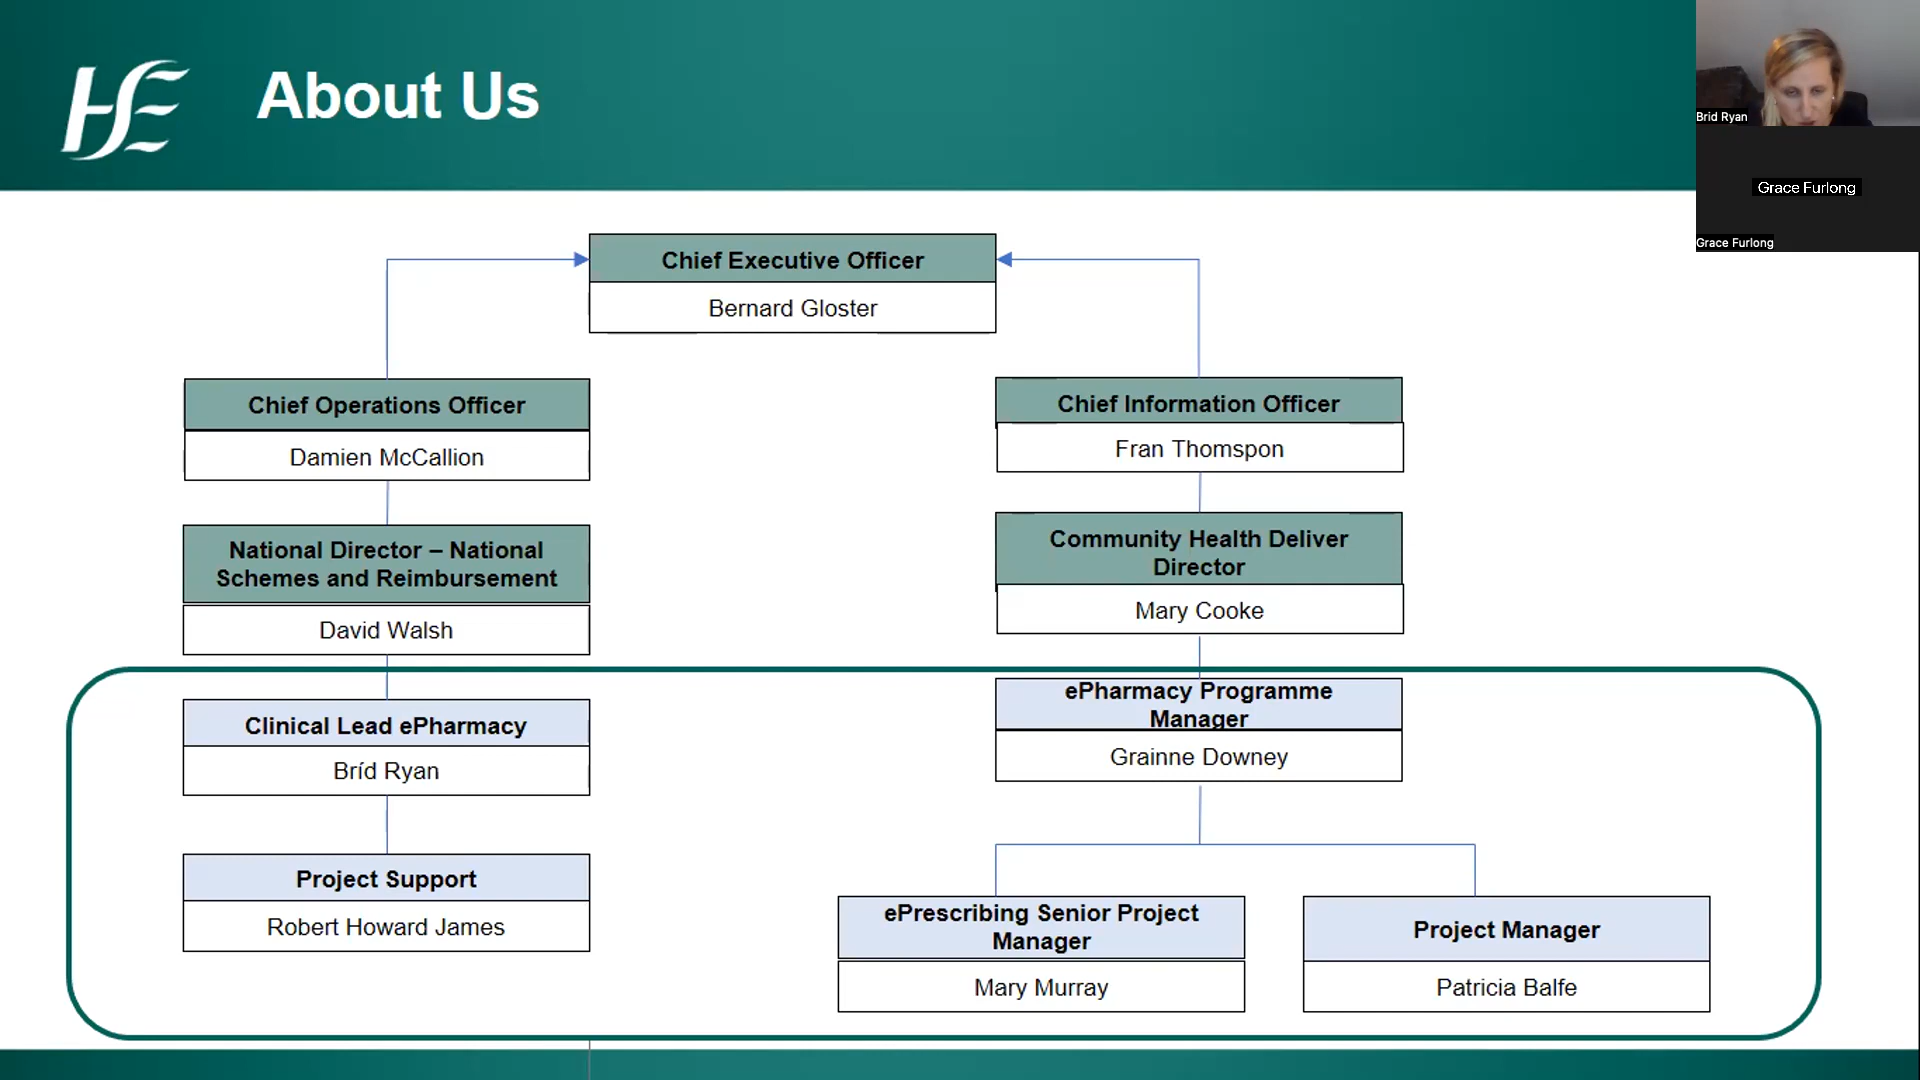 HSE
About Us
Brid Ryan
Grace Furlong
Grace Furlong
Chief Executive Officer
Bernard Gloster
Chief Operations Officer
Damien McCallion
Chief Information Officer
Fran Thomspon
National Director – National
Schemes and Reimbursement
David Walsh
Community Health Deliver
Director
Mary Cooke
Clinical Lead ePharmacy
Bríd Ryan
ePharmacy Programme
Manager
Grainne Downey
Project Support
Robert Howard James
ePrescribing Senior Project
Manager
Mary Murray
Project Manager
Patricia Balfe